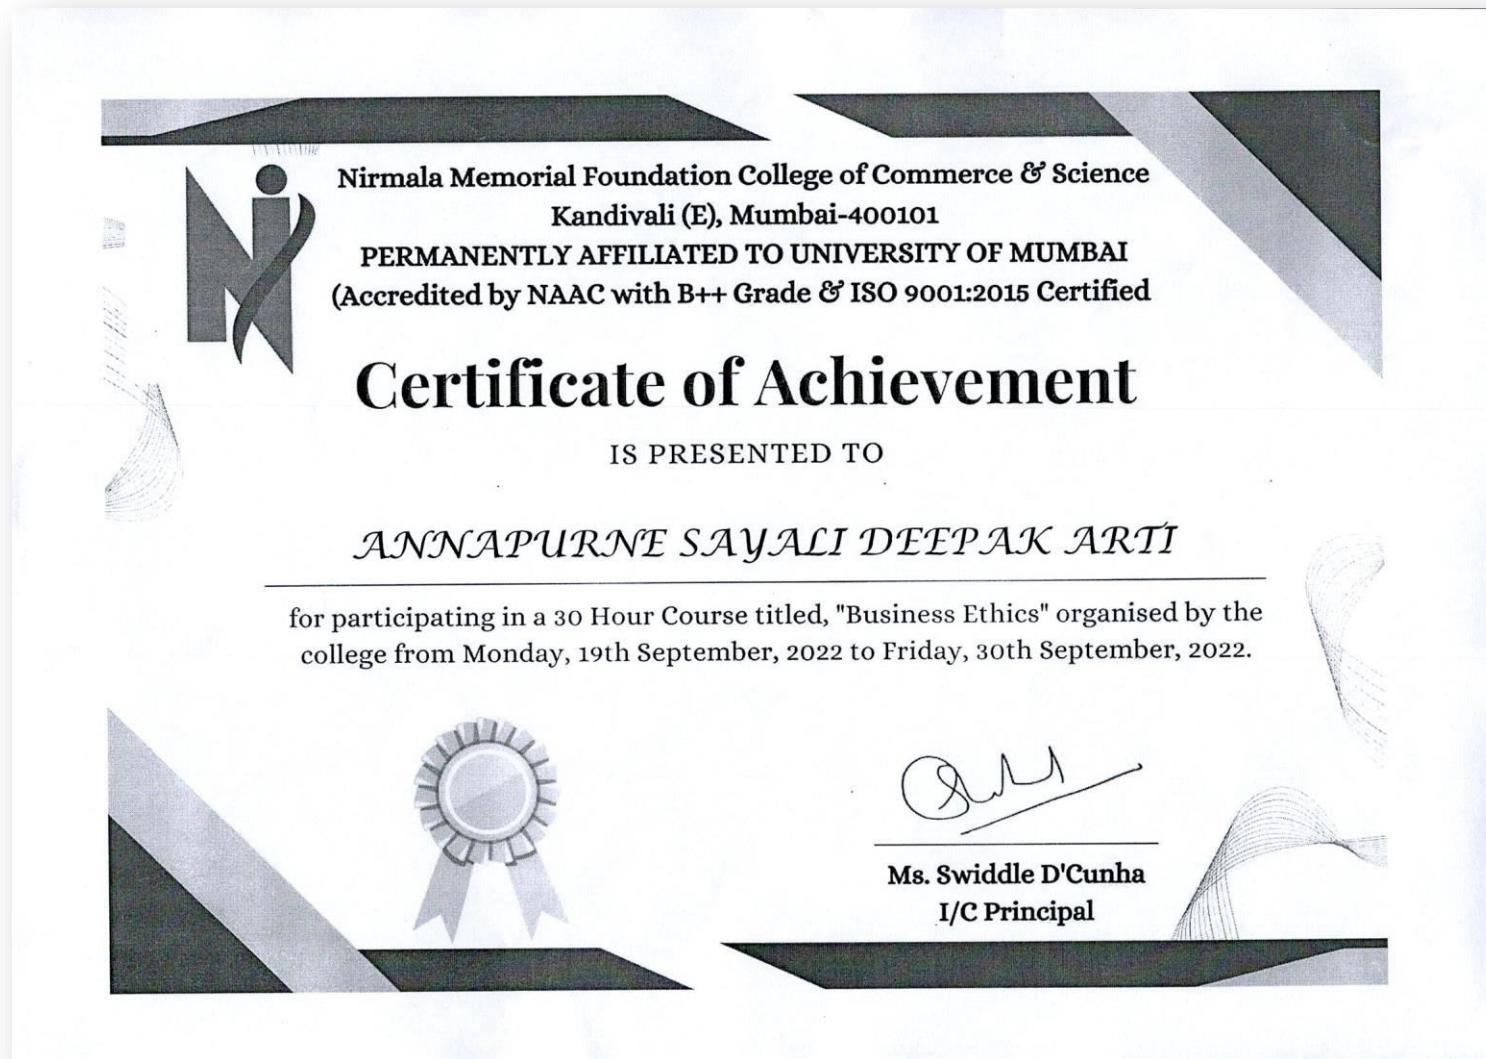 Nirmala Memorial Foundation College of Commerce & Science
Kandivali (E), Mumbai-400101
PERMANENTLY AFFILIATED TO UNIVERSITY OF MUMBAI
(Accredited by NAAC with B++ Grade & ISO 9001:2015 Certified
Certificate of Achievement
IS PRESENTED TO
ANNAPURNE SAYALI DEEPAK ARTI
for participating in a 30 Hour Course titled, "Business Ethics" organised by the
college from Monday, 19th September, 2022 to Friday, 30th September, 2022.
Ms. Swiddle D'Cunha
I/C Principal